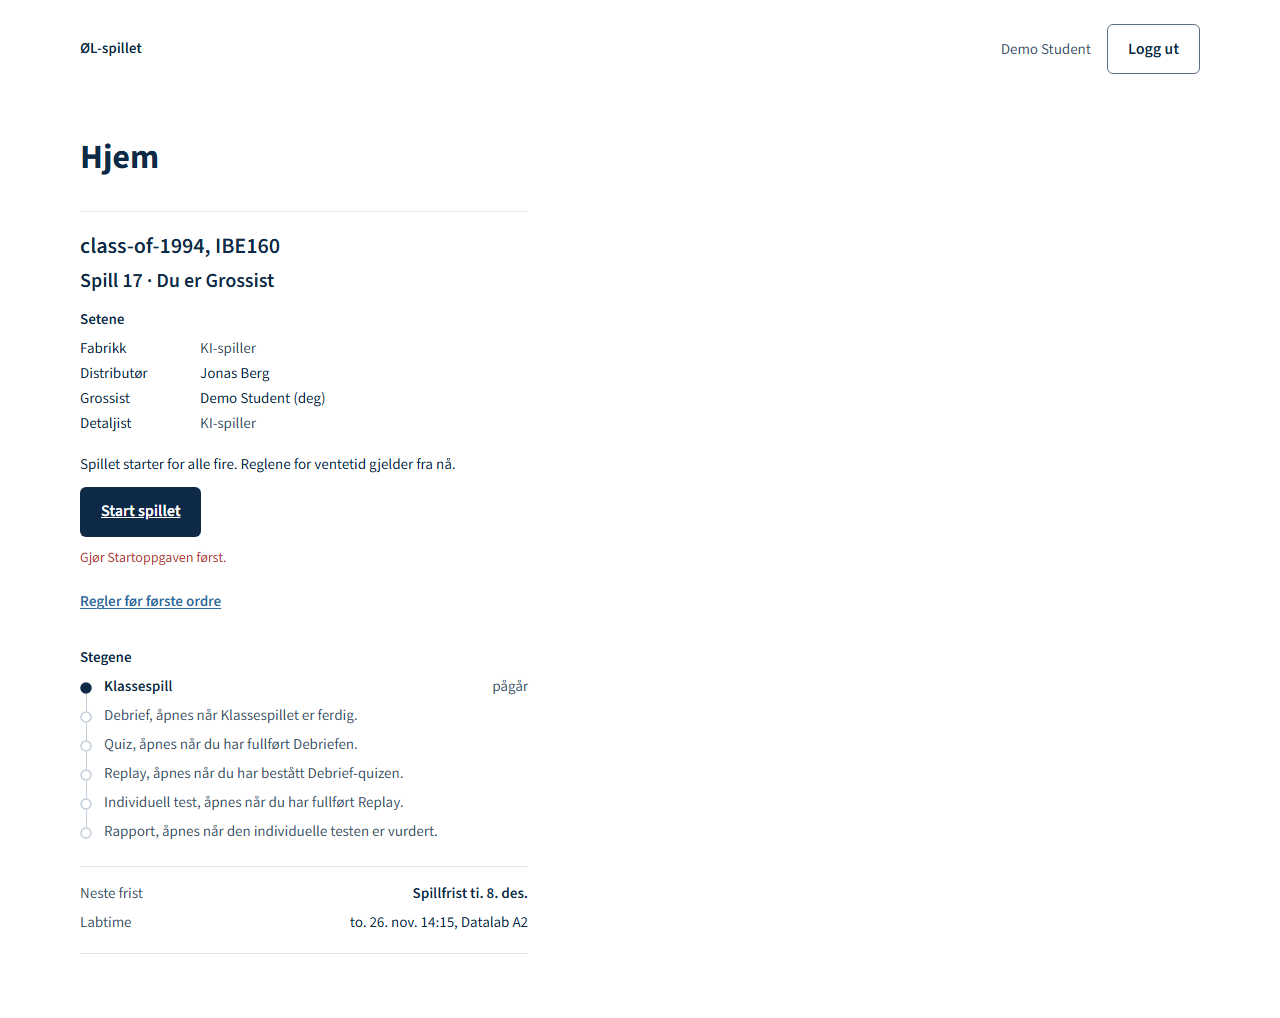 ØL-spillet
Demo Student
Logg ut
Hjem
class-of-1994, IBE160
Spill 17 · Du er Grossist
Setene
Fabrikk KI-spiller
Distributør Jonas Berg
Grossist Demo Student (deg)
Detaljist KI-spiller
Spillet starter for alle fire. Reglene for ventetid gjelder fra nå.
Start spillet
Gjør Startoppgaven først.
Regler før første ordre
Stegene
Klassespill pågår
Debrief, åpnes når Klassespillet er ferdig.
Quiz, åpnes når du har fullført Debriefen.
Replay, åpnes når du har bestått Debrief-quizen.
Individuell test, åpnes når du har fullført Replay.
Rapport, åpnes når den individuelle testen er vurdert.
Neste frist Spillfrist ti. 8. des.
Labtime to. 26. nov. 14:15, Datalab A2